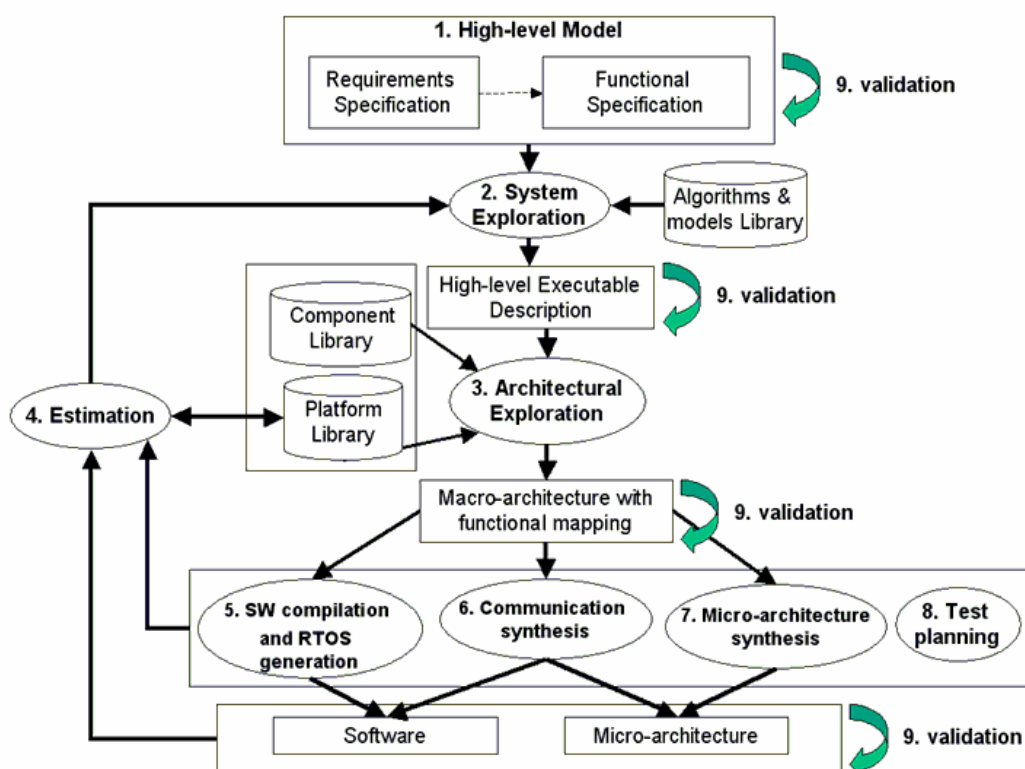 1. High-level Model
Requirements
Specification
Functional
Specification
9. validation
2. System
Exploration
Algorithms &
models Library
High-level Executable
Description
9. validation
Component
Library
3. Architectural
Exploration
4. Estimation
Platform
Library
Macro-architecture with
functional mapping
9. validation
5. SW compilation
and RTOS
generation
6. Communication
synthesis
7. Micro-architecture
synthesis
8. Test
planning
Software
Micro-architecture
9. validation